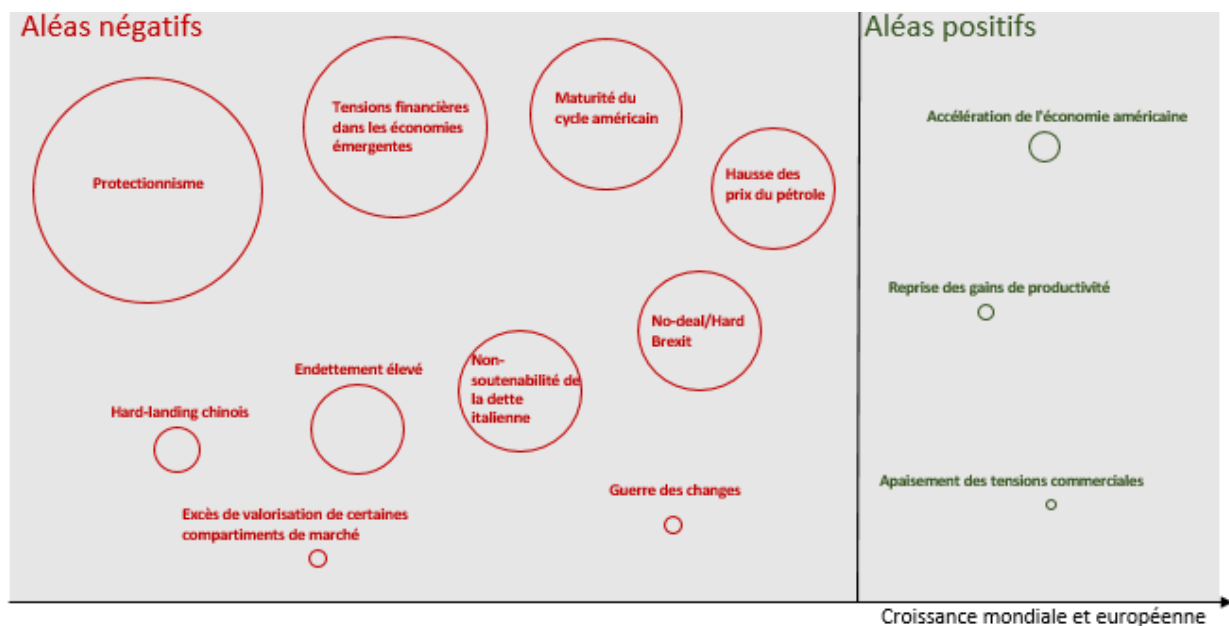 Aléas négatifs
Aléas positifs
Tensions financières
dans les économies
émergentes
Maturité du
cycle américain
Accélération de l'économie américaine
Protectionnisme
Hausse des
prix du pétrole
Reprise des gains de productivité
No-deal/Hard
Brexit
Endettement élevé
Non-
soutenabilité de
la dette
italienne
Hard-landing chinois
Apaisement des tensions commerciales
Guerre des changes
Excès de valorisation de certaines
compartiments de marché
Croissance mondiale et européenne